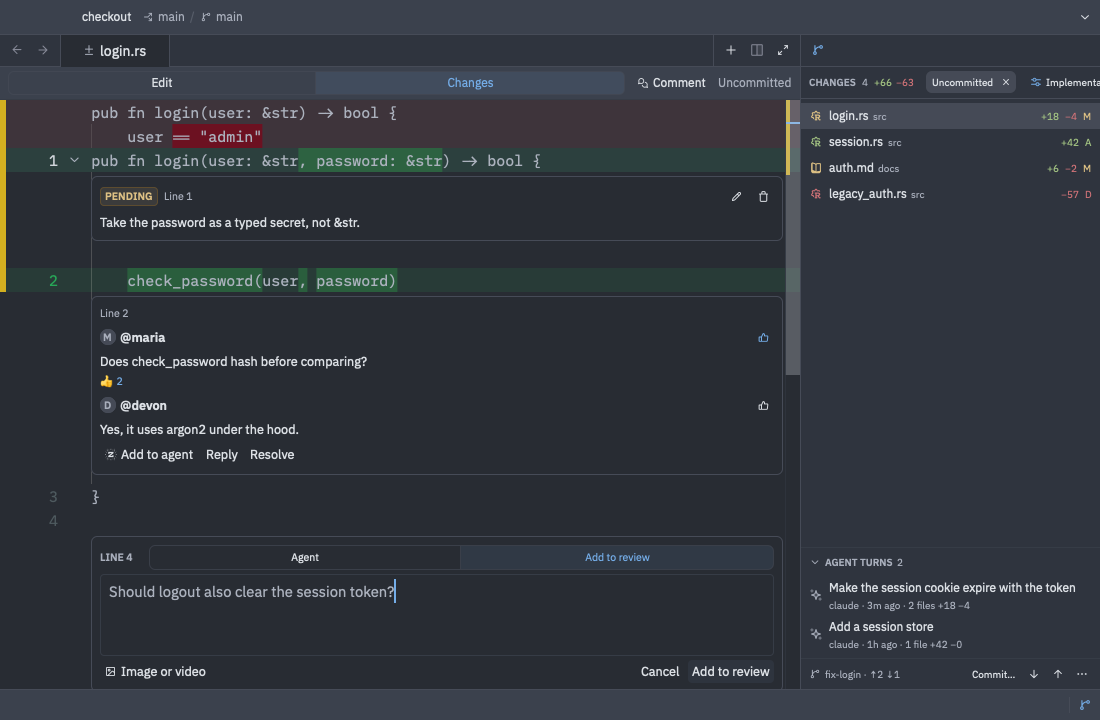 checkout main / main
login.rs
Edit Changes Comment Uncommitted
pub fn login(user: &str) -> bool {
user == "admin"
1 pub fn login(user: &str, password: &str) -> bool {
PENDING Line 1
Take the password as a typed secret, not &str.
2 check_password(user, password)
Line 2
M @maria
Does check_password hash before comparing?
👍 2
D @devon
Yes, it uses argon2 under the hood.
Add to agent Reply Resolve
3 }
4
LINE 4 Agent Add to review
Should logout also clear the session token?
Image or video Cancel Add to review
CHANGES 4 +66 −63 Uncommitted × Implementa
login.rs src +18 −4 M
session.rs src +42 A
auth.md docs +6 −2 M
legacy_auth.rs src −57 D
AGENT TURNS 2
Make the session cookie expire with the token
claude · 3m ago · 2 files +18 −4
Add a session store
claude · 1h ago · 1 file +42 −0
fix-login · ↑2 ↓1 Commit... ↓ ↑ ···